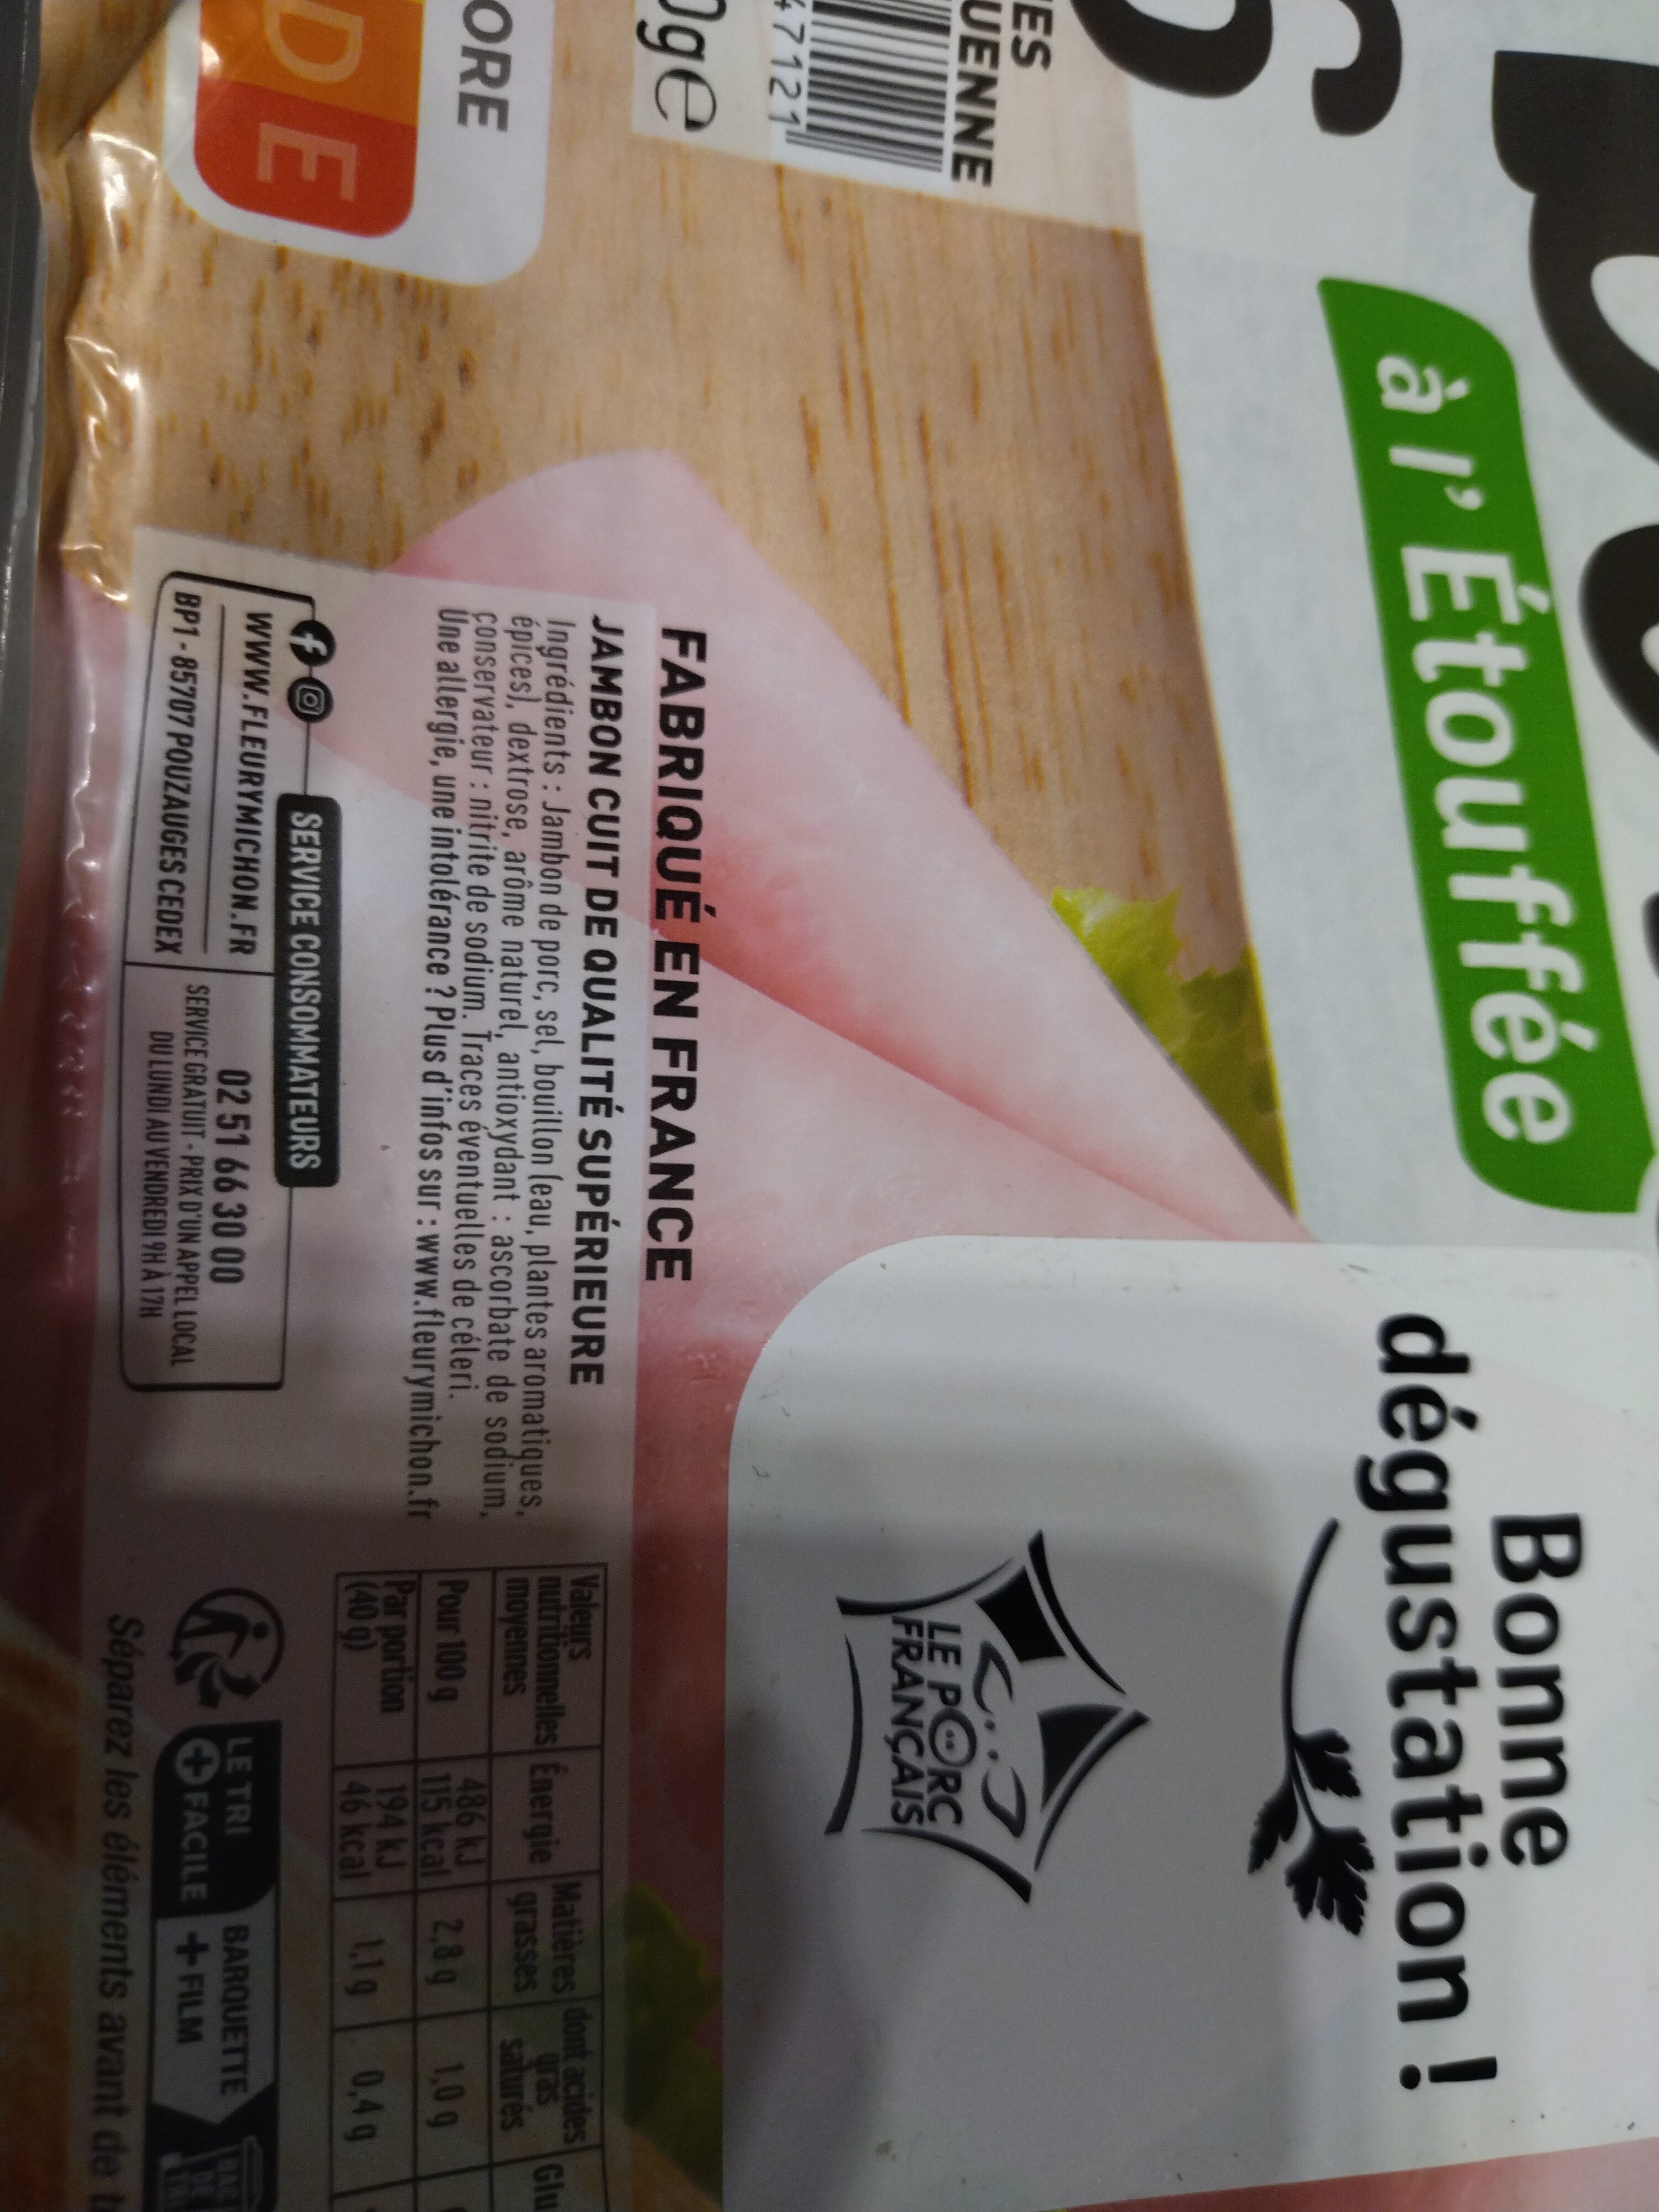 à l'Étouffée
Bonne
dégustation !
LE PORC
FRANÇAIS
UENNE
47121
0g e
ORE
D E
FABRIQUÉ EN FRANCE
JAMBON CUIT DE QUALITÉ SUPÉRIEURE
Ingrédients : Jambon de porc, sel, bouillon (eau, plantes aromatiques,
épices), dextrose, arôme naturel, antioxydant : ascorbate de sodium,
conservateur : nitrite de sodium. Traces éventuelles de céleri.
Une allergie, une intolérance ? Plus d'infos sur : www.fleurymichon.fr
SERVICE CONSOMMATEURS
WWW.FLEURYMICHON.FR
BP1 - 85707 POUZAUGES CEDEX
02 51 66 30 00
SERVICE GRATUIT - PRIX D'UN APPEL LOCAL
DU LUNDI AU VENDREDI 9H À 17H
Valeurs nutritionnelles moyennes Énergie Matières grasses dont acides gras saturés Glu
Pour 100 g 486 kJ 115 kcal 2,8 g 1,0 g
Par portion (40 g) 194 kJ 46 kcal 1,1 g 0,4 g
LE TRI
+ FACILE
BARQUETTE
+ FILM
BAC
DE
Séparez les éléments avant de